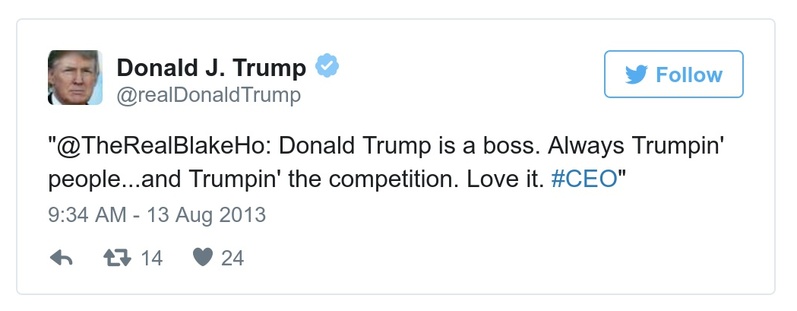 Donald J. Trump
@realDonaldTrump
Follow
"@TheRealBlakeHo: Donald Trump is a boss. Always Trumpin'
people...and Trumpin' the competition. Love it. #CEO"
9:34 AM - 13 Aug 2013
14 24